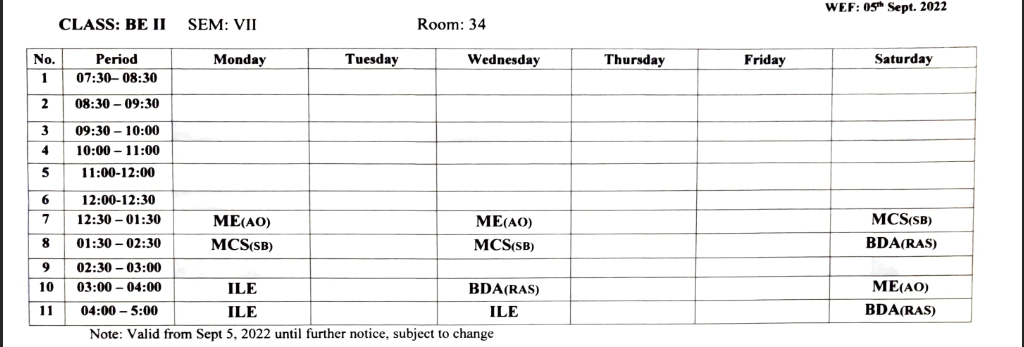 WEF: 05th Sept. 2022
CLASS: BE II SEM: VII Room: 34
No. Period Monday Tuesday Wednesday Thursday Friday Saturday
1 07:30– 08:30
2 08:30 – 09:30
3 09:30 – 10:00
4 10:00 – 11:00
5 11:00-12:00
6 12:00-12:30
7 12:30 – 01:30 ME(AO) ME(AO) MCS(SB)
8 01:30 – 02:30 MCS(SB) MCS(SB) BDA(RAS)
9 02:30 – 03:00
10 03:00 – 04:00 ILE BDA(RAS) ME(AO)
11 04:00 – 5:00 ILE ILE BDA(RAS)
Note: Valid from Sept 5, 2022 until further notice, subject to change